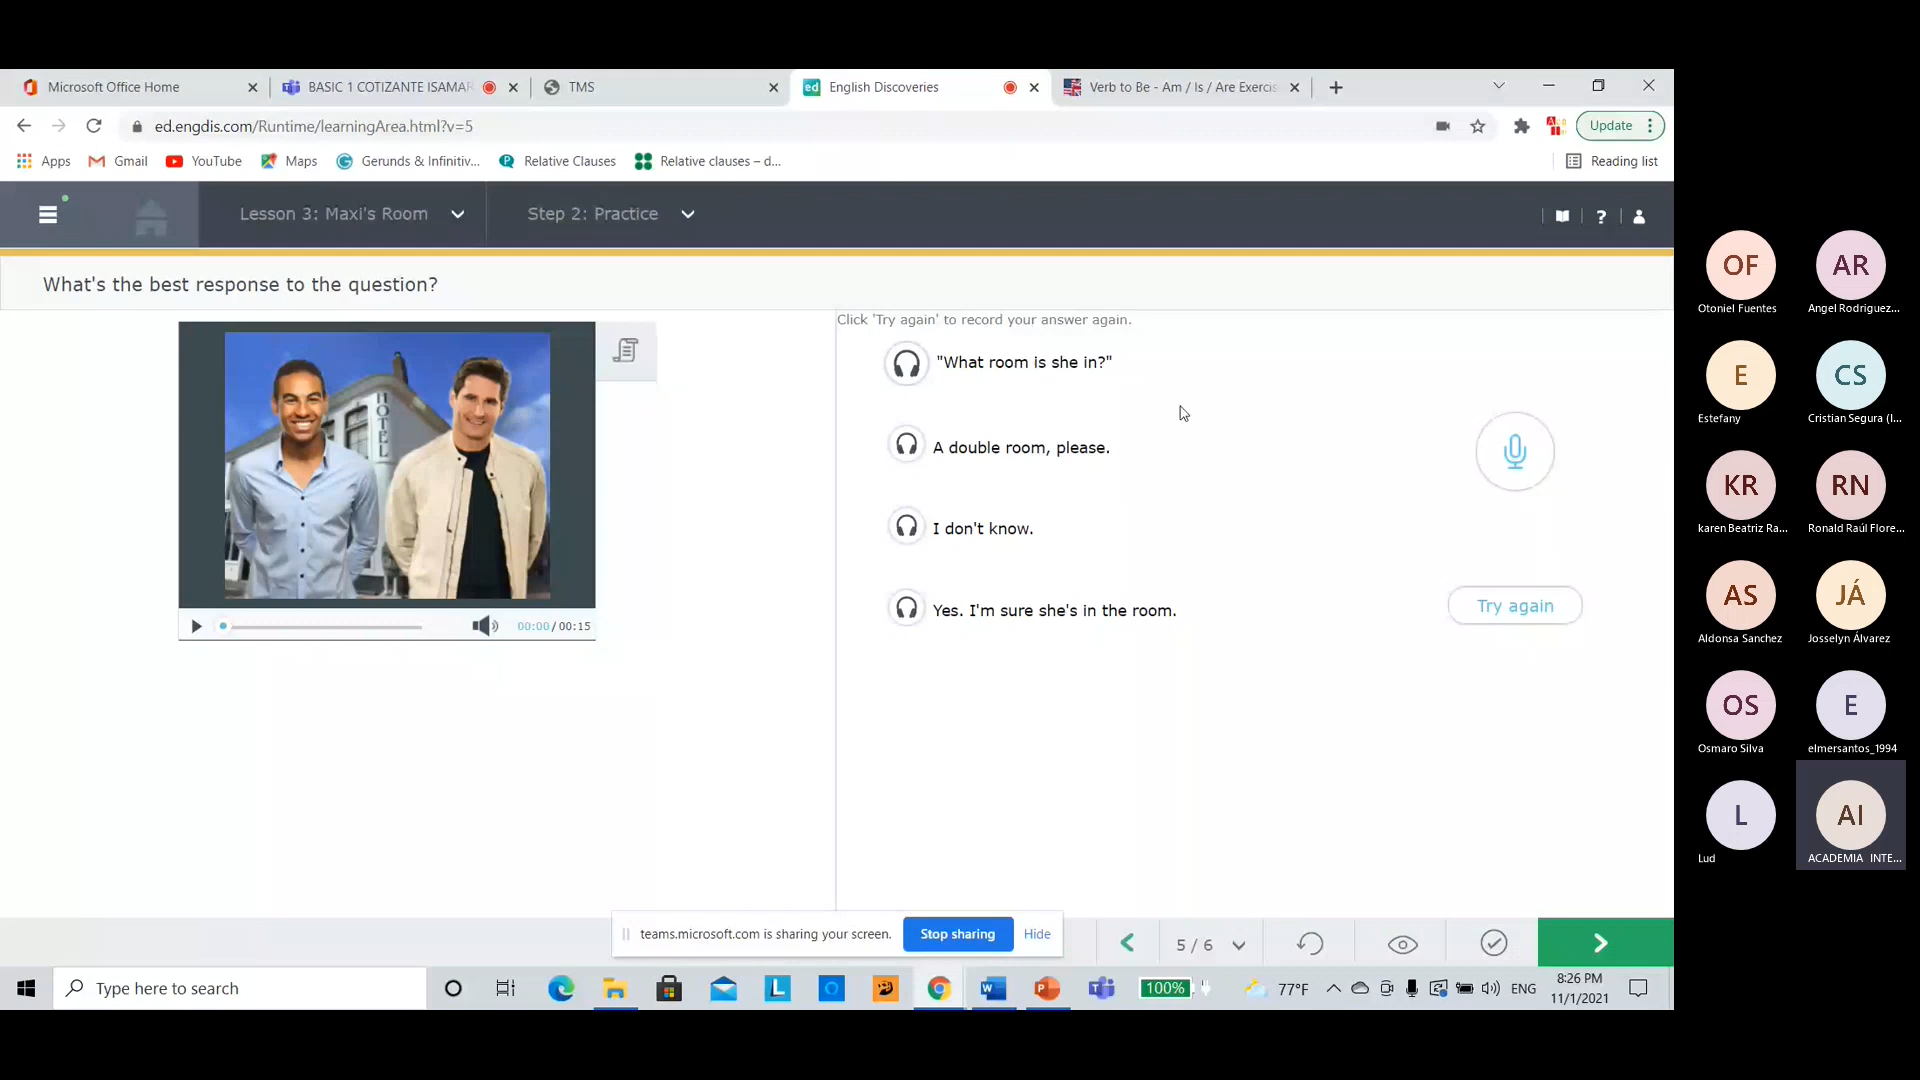 Microsoft Office Home
BASIC 1 COTIZANTE ISAMAR
TMS
ed English Discoveries
Verb to Be - Am / Is / Are Exercis
ed.engdis.com/Runtime/learningArea.html?v=5
Update
Apps
Gmail
YouTube
Maps
Gerunds & Infinitiv...
Relative Clauses
Relative clauses – d...
Reading list
Lesson 3: Maxi's Room
Step 2: Practice
?
What's the best response to the question?
HOTEL
00:00 / 00:15
Click 'Try again' to record your answer again.
"What room is she in?"
A double room, please.
I don't know.
Yes. I'm sure she's in the room.
Try again
teams.microsoft.com is sharing your screen.
Stop sharing
Hide
5 / 6
Type here to search
100%
77°F
ENG
8:26 PM
11/1/2021
OF
Otoniel Fuentes
AR
Angel Rodríguez...
E
Estefany
CS
Cristian Segura (I...
KR
karen Beatriz Ra...
RN
Ronald Raúl Flore...
AS
Aldonsa Sanchez
JÁ
Josselyn Álvarez
OS
Osmaro Silva
E
elmersantos_1994
L
Lud
AI
ACADEMIA INTE...